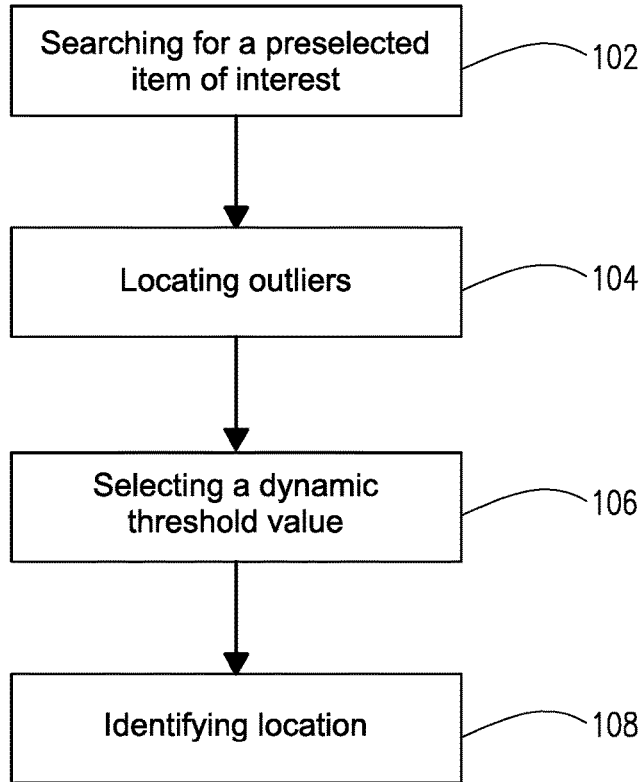 Searching for a preselected
item of interest
102
Locating outliers
104
Selecting a dynamic
threshold value
106
Identifying location
108